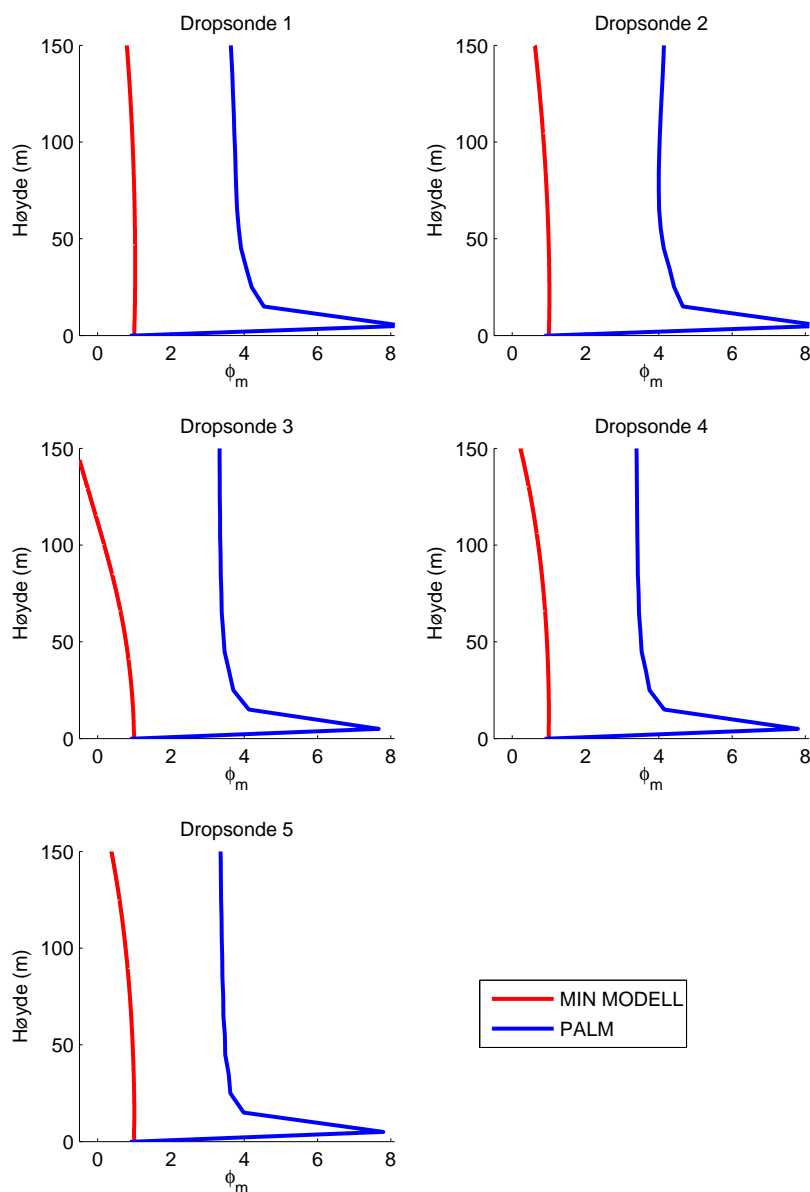 Dropsonde 1
150
100
50
0
Høyde (m)
0 2 4 6 8
ϕm
Dropsonde 2
150
100
50
0
Høyde (m)
0 2 4 6 8
ϕm
Dropsonde 3
150
100
50
0
Høyde (m)
0 2 4 6 8
ϕm
Dropsonde 4
150
100
50
0
Høyde (m)
0 2 4 6 8
ϕm
Dropsonde 5
150
100
50
0
Høyde (m)
0 2 4 6 8
ϕm
MIN MODELL
PALM